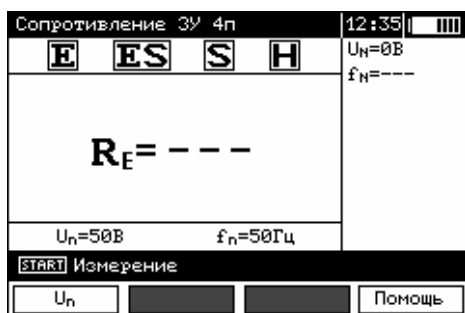 Сопротивление ЗУ 4п 12:35
E ES S H
U_N=0В
f_N=---
R_E= - - -
U_n=50В f_n=50Гц
START Измерение
U_n Помощь